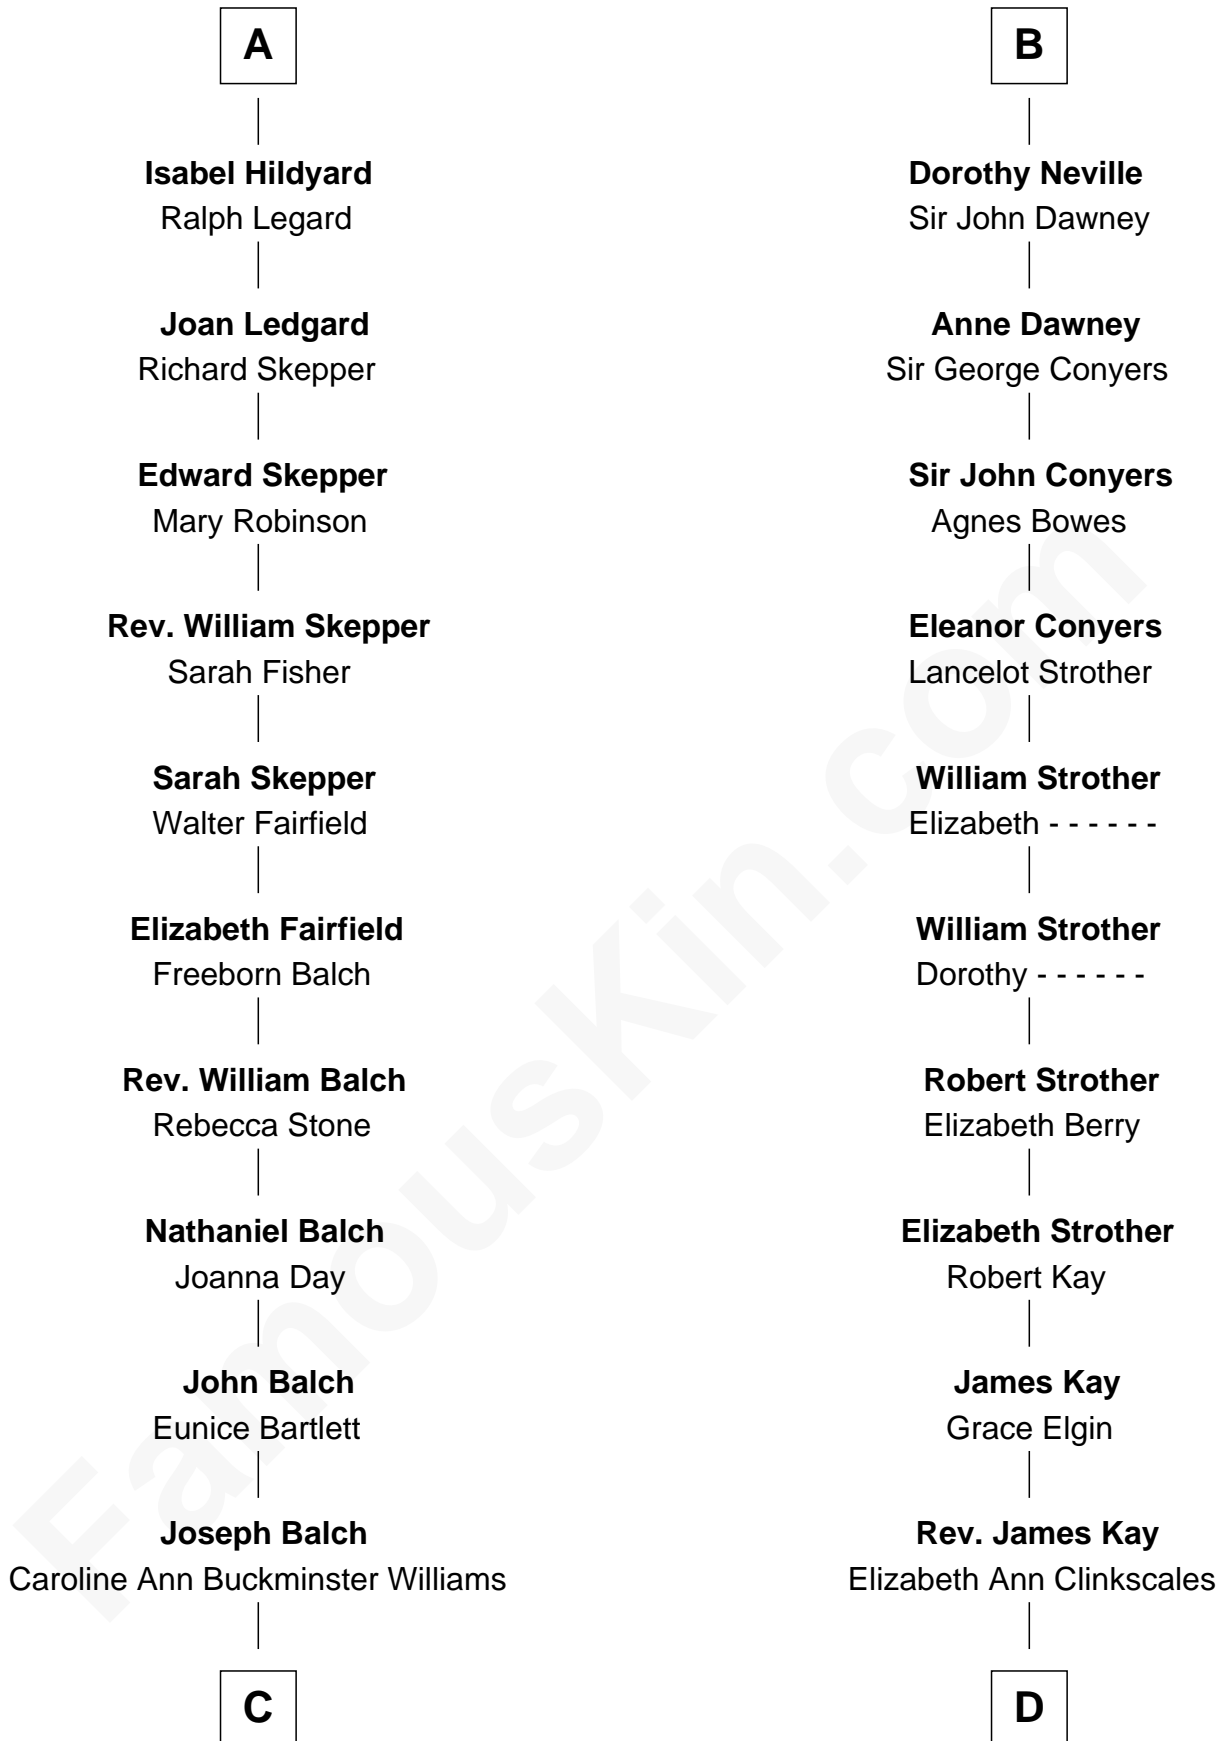 A
Isabel Hildyard
Ralph Legard
Joan Ledgard
Richard Skepper
Edward Skepper
Mary Robinson
Rev. William Skepper
Sarah Fisher
Sarah Skepper
Walter Fairfield
Elizabeth Fairfield
Freeborn Balch
Rev. William Balch
Rebecca Stone
Nathaniel Balch
Joanna Day
John Balch
Eunice Bartlett
Joseph Balch
Caroline Ann Buckminster Williams
C
B
Dorothy Neville
Sir John Dawney
Anne Dawney
Sir George Conyers
Sir John Conyers
Agnes Bowes
Eleanor Conyers
Lancelot Strother
William Strother
Elizabeth - - - - - -
William Strother
Dorothy - - - - - -
Robert Strother
Elizabeth Berry
Elizabeth Strother
Robert Kay
James Kay
Grace Elgin
Rev. James Kay
Elizabeth Ann Clinkscales
D
FamousKin.com